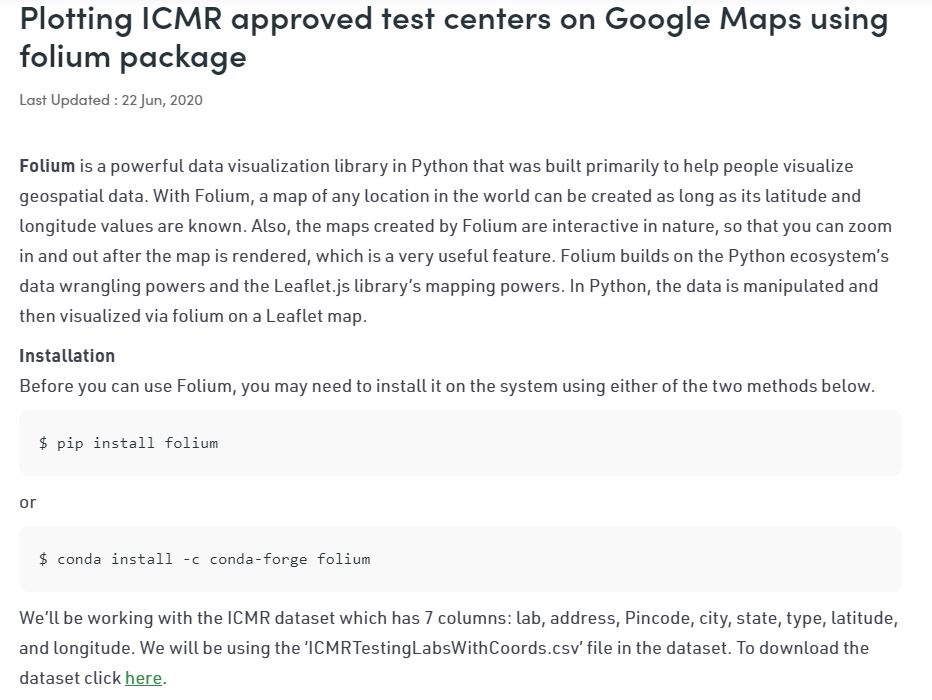 Plotting ICMR approved test centers on Google Maps using
folium package
Last Updated : 22 Jun, 2020
Folium is a powerful data visualization library in Python that was built primarily to help people visualize
geospatial data. With Folium, a map of any location in the world can be created as long as its latitude and
longitude values are known. Also, the maps created by Folium are interactive in nature, so that you can zoom
in and out after the map is rendered, which is a very useful feature. Folium builds on the Python ecosystem's
data wrangling powers and the Leaflet.js library's mapping powers. In Python, the data is manipulated and
then visualized via folium on a Leaflet map.
Installation
Before you can use Folium, you may need to install it on the system using either of the two methods below.
$ pip install folium
or
$ conda install -c conda-forge folium
We'll be working with the ICMR dataset which has 7 columns: lab, address, Pincode, city, state, type, latitude,
and longitude. We will be using the 'ICMRTestingLabsWithCoords.csv' file in the dataset. To download the
dataset click here.